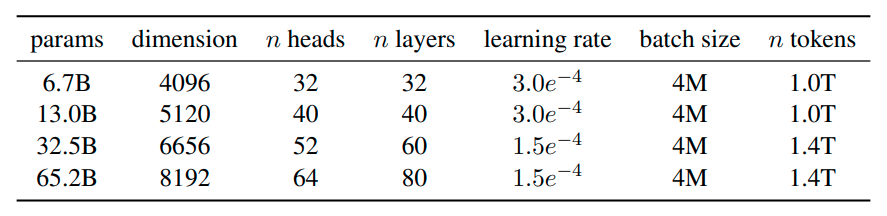 params dimension n heads n layers learning rate batch size n tokens
6.7B 4096 32 32 3.0e−4 4M 1.0T
13.0B 5120 40 40 3.0e−4 4M 1.0T
32.5B 6656 52 60 1.5e−4 4M 1.4T
65.2B 8192 64 80 1.5e−4 4M 1.4T